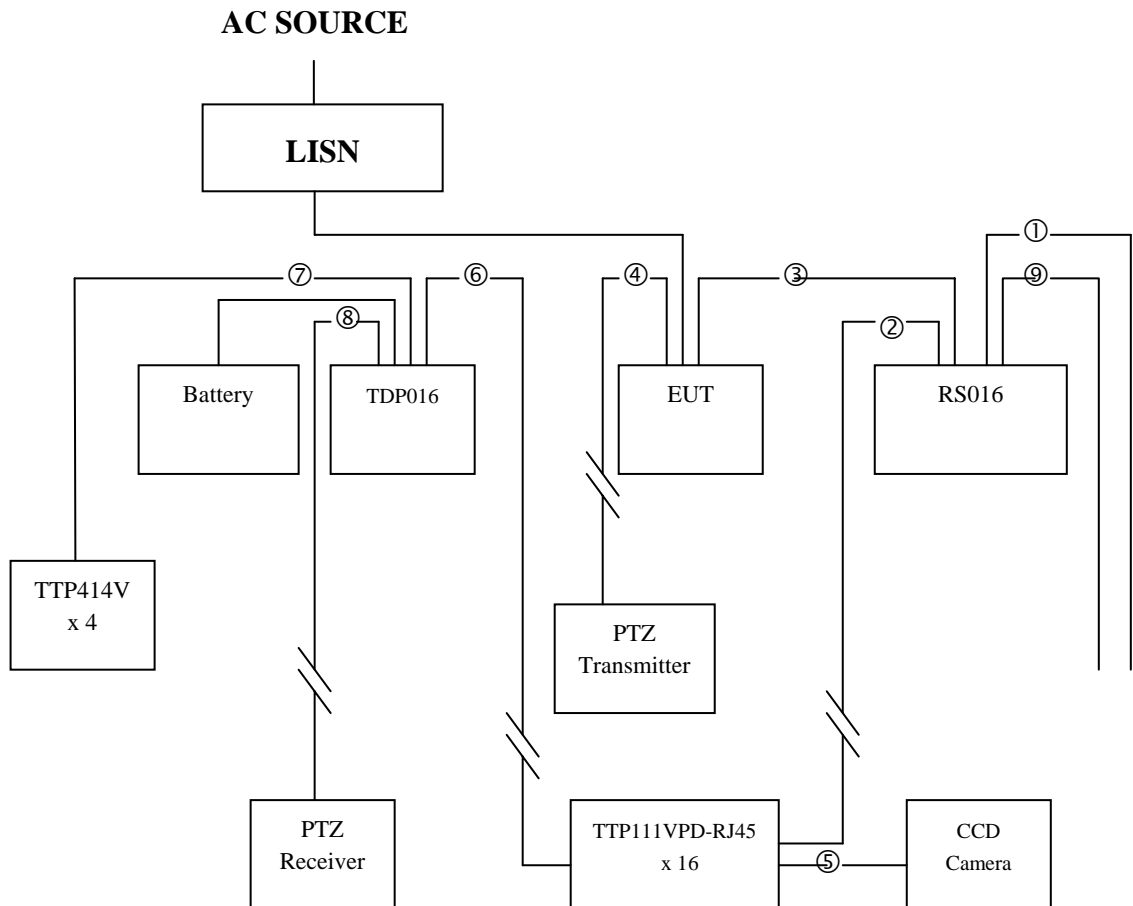 AC SOURCE
LISN
①
⑦
⑥
④
③
⑨
⑧
②
Battery
TDP016
EUT
RS016
TTP414V
x 4
PTZ
Transmitter
PTZ
Receiver
TTP111VPD-RJ45
x 16
⑤
CCD
Camera